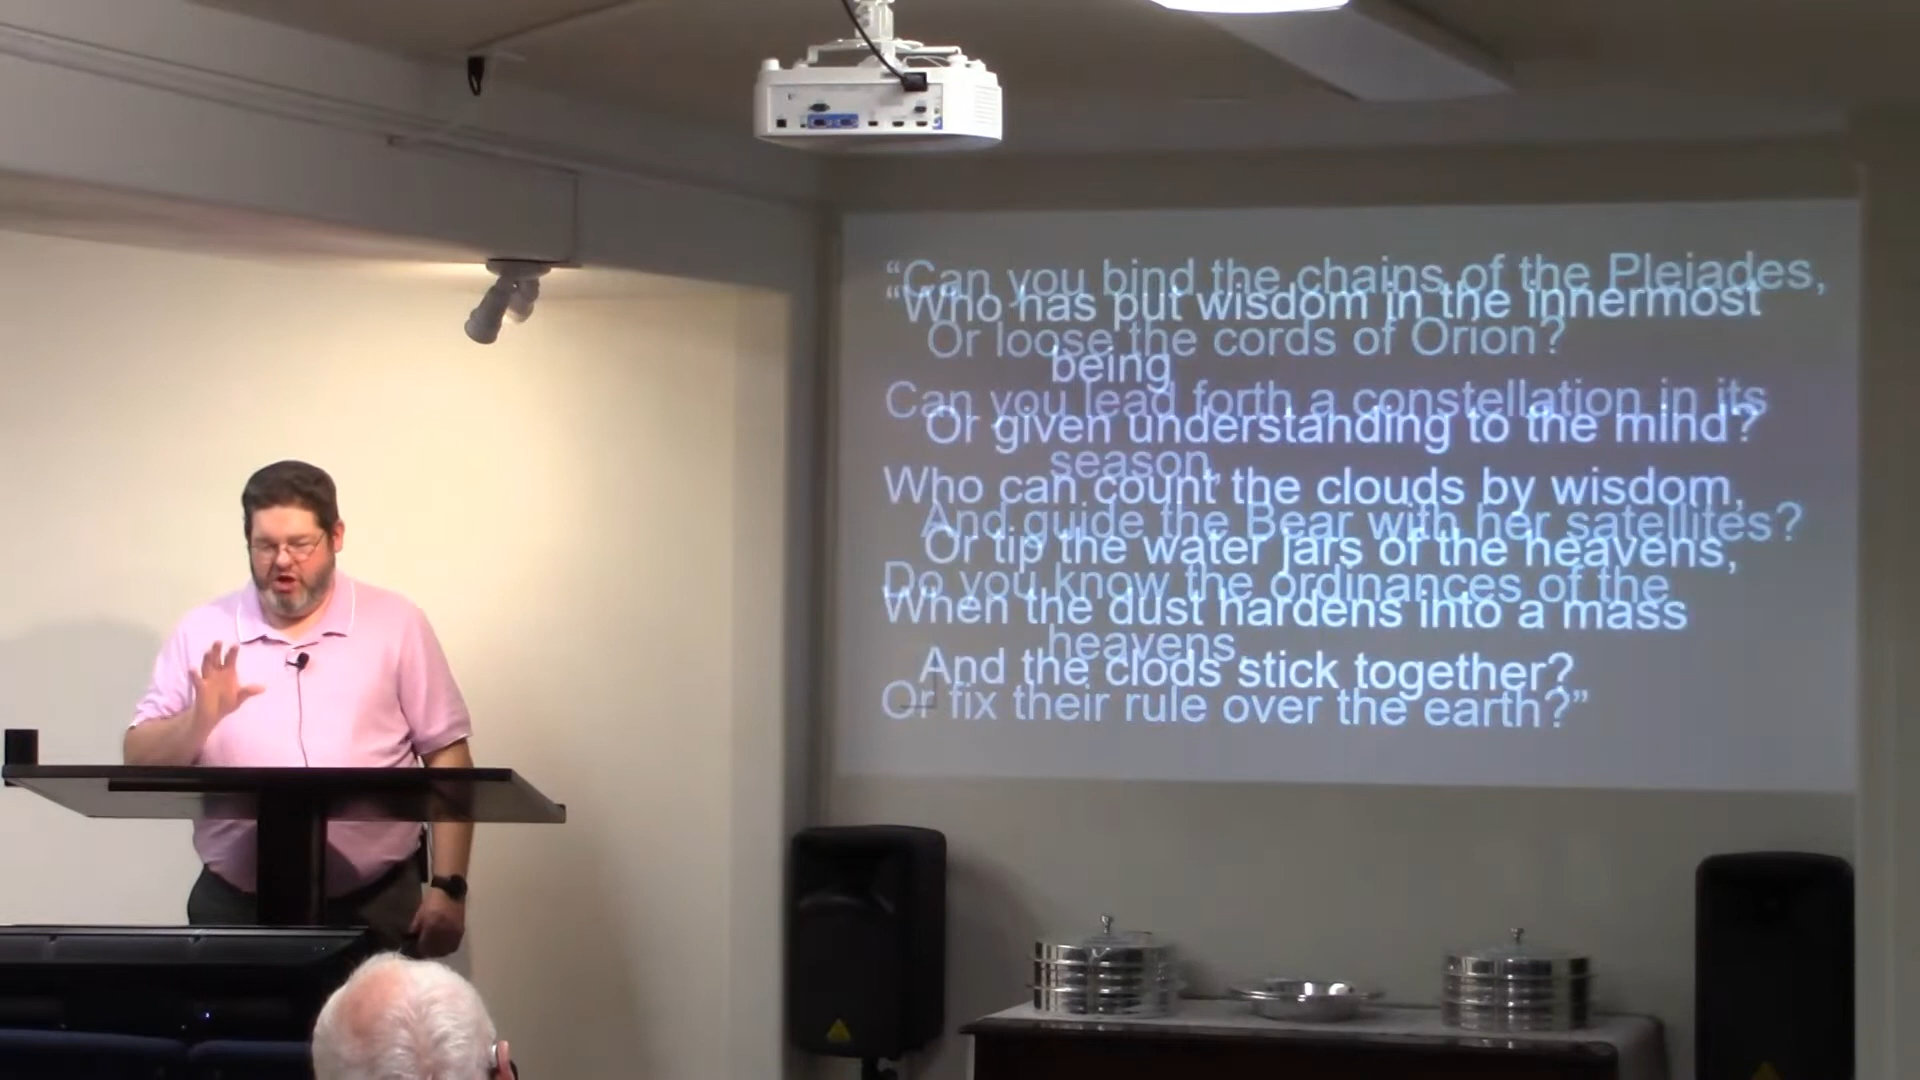 “Can you bind the chains of the Pleiades,
Or loose the cords of Orion?
Can you lead forth a constellation in its
season,
And guide the Bear with her satellites?
Do you know the ordinances of the
heavens,
Or fix their rule over the earth?”
“Who has put wisdom in the innermost
being
Or given understanding to the mind?
Who can count the clouds by wisdom,
Or tip the water jars of the heavens,
When the dust hardens into a mass
And the clods stick together?